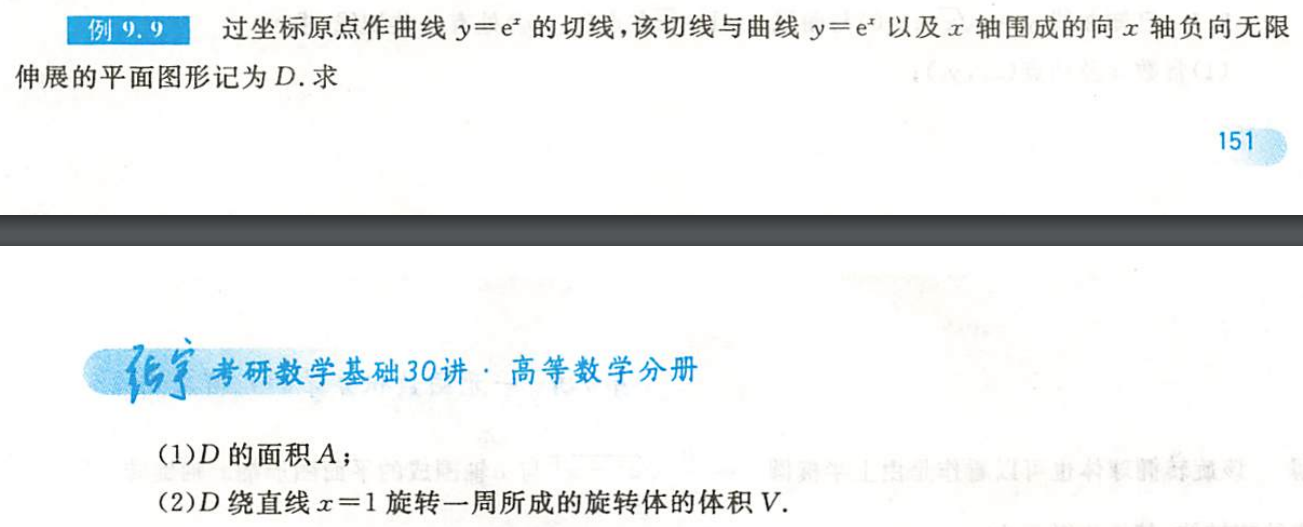 例 9.9 过坐标原点作曲线 y=eˣ 的切线,该切线与曲线 y=eˣ 以及 x 轴围成的向 x 轴负向无限
伸展的平面图形记为 D. 求
151
张宇 考研数学基础30讲 · 高等数学分册
(1)D 的面积 A;
(2)D 绕直线 x=1 旋转一周所成的旋转体的体积 V.